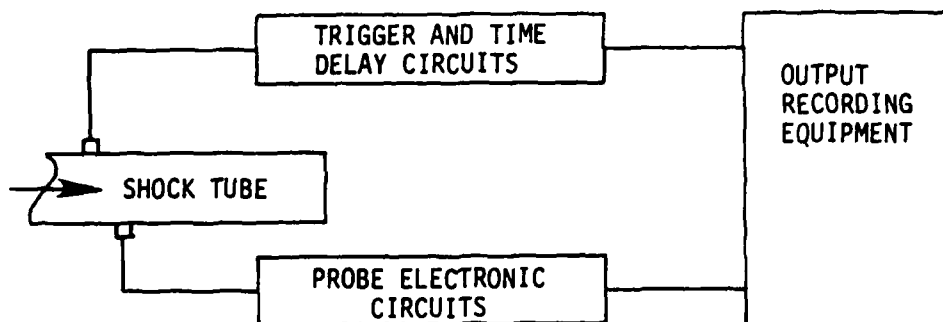 TRIGGER AND TIME
DELAY CIRCUITS
OUTPUT
RECORDING
EQUIPMENT
SHOCK TUBE
PROBE ELECTRONIC
CIRCUITS